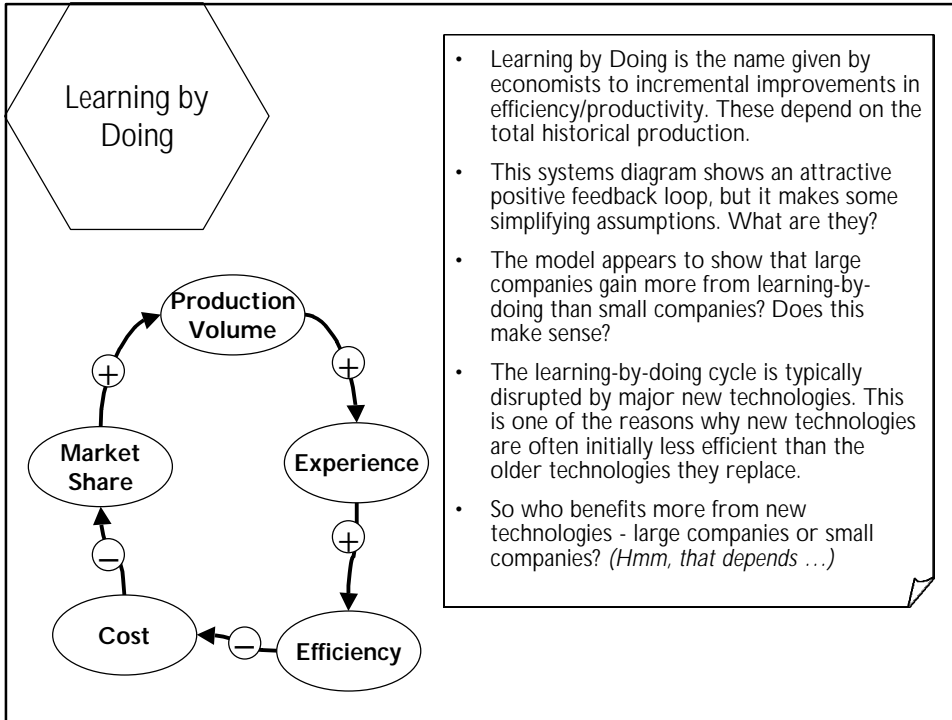 Learning by
Doing
• Learning by Doing is the name given by
economists to incremental improvements in
efficiency/productivity. These depend on the
total historical production.
• This systems diagram shows an attractive
positive feedback loop, but it makes some
simplifying assumptions. What are they?
• The model appears to show that large
companies gain more from learning-by-
doing than small companies? Does this
make sense?
• The learning-by-doing cycle is typically
disrupted by major new technologies. This
is one of the reasons why new technologies
are often initially less efficient than the
older technologies they replace.
• So who benefits more from new
technologies - large companies or small
companies? (Hmm, that depends …)
Production
Volume
+
+
Market
Share
Experience
+
–
Cost
–
Efficiency